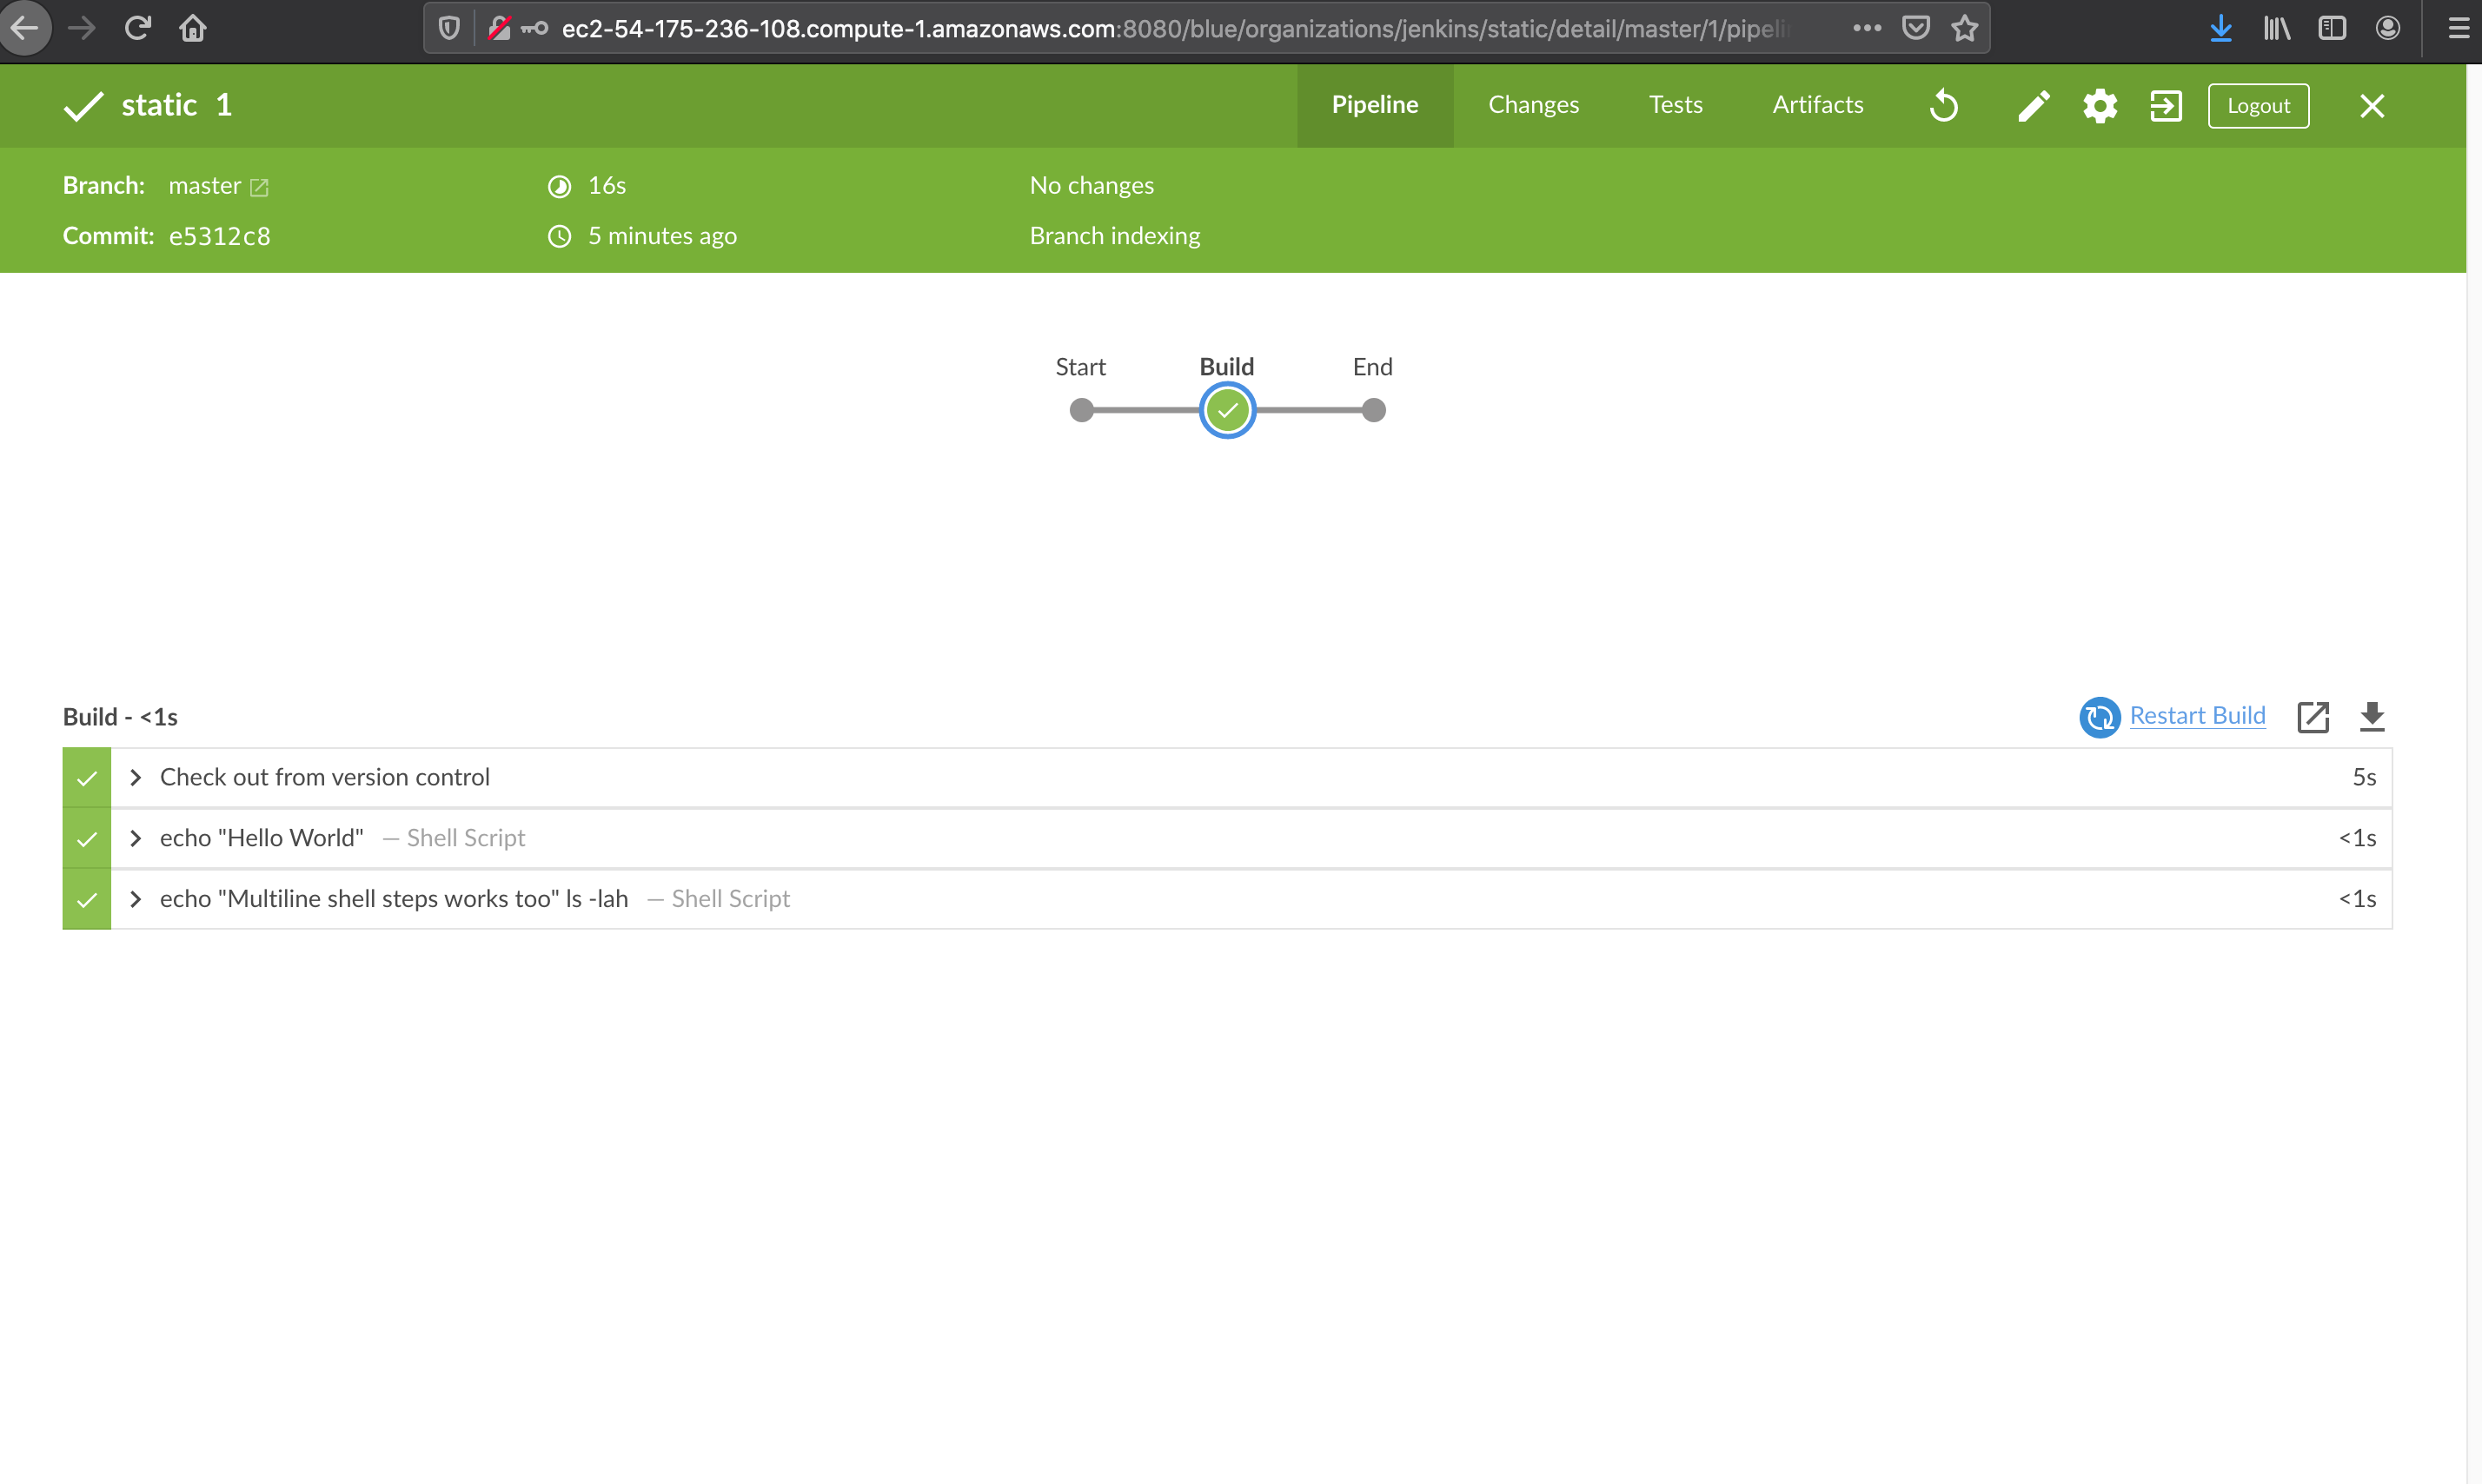 ec2-54-175-236-108.compute-1.amazonaws.com:8080/blue/organizations/jenkins/static/detail/master/1/pipeli
static 1
Pipeline Changes Tests Artifacts Logout
Branch: master 16s No changes
Commit: e5312c8 5 minutes ago Branch indexing
Start Build End
Build - <1s Restart Build
Check out from version control 5s
echo "Hello World" — Shell Script <1s
echo "Multiline shell steps works too" ls -lah — Shell Script <1s